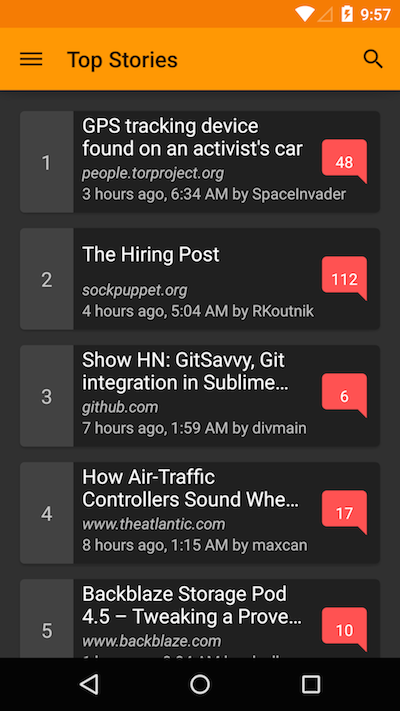 9:57
Top Stories
1
GPS tracking device
found on an activist's car
people.torproject.org
3 hours ago, 6:34 AM by SpaceInvader
48
2
The Hiring Post
sockpuppet.org
4 hours ago, 5:04 AM by RKoutnik
112
3
Show HN: GitSavvy, Git
integration in Sublime…
github.com
7 hours ago, 1:59 AM by divmain
6
4
How Air-Traffic
Controllers Sound Whe…
www.theatlantic.com
8 hours ago, 1:15 AM by maxcan
17
5
Backblaze Storage Pod
4.5 – Tweaking a Prove…
www.backblaze.com
10